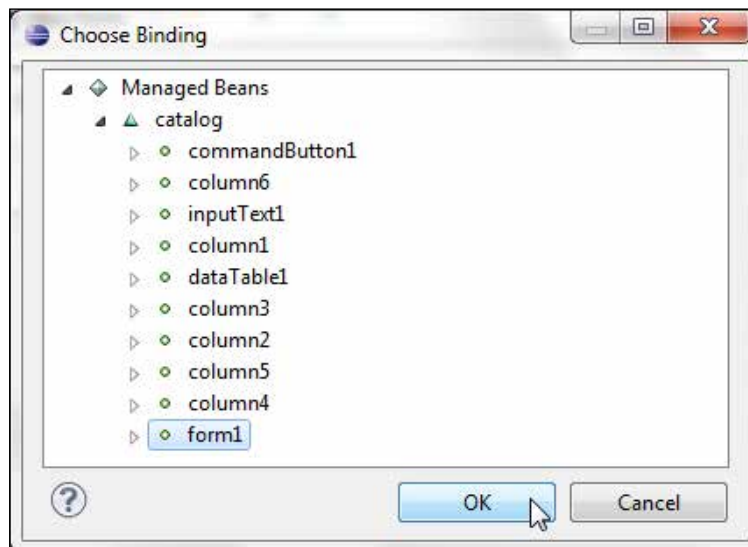 Choose Binding
Managed Beans
catalog
commandButton1
column6
inputText1
column1
dataTable1
column3
column2
column5
column4
form1
?
OK
Cancel